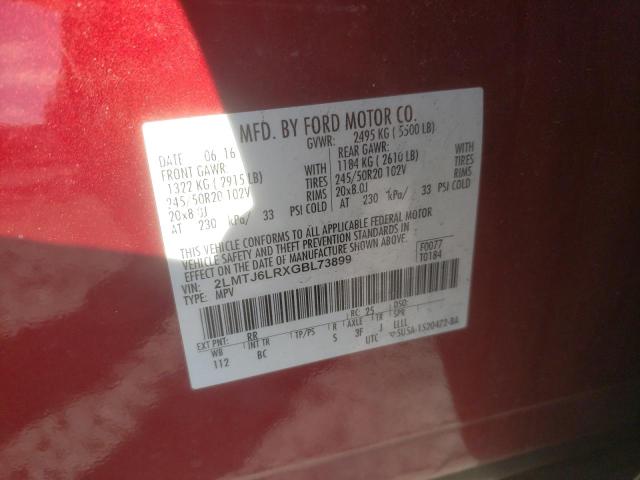 MFD. BY FORD MOTOR CO.
DATE 06 16 GVWR: 2495 KG ( 5500 LB)
FRONT GAWR: REAR GAWR:
1322 KG ( 2915 LB) WITH 1184 KG ( 2610 LB) WITH
245/50R20 102V TIRES 245/50R20 102V TIRES
20x8.0J RIMS 20x8.0J RIMS
AT 230 kPa/ 33 PSI COLD AT 230 kPa/ 33 PSI COLD
THIS VEHICLE CONFORMS TO ALL APPLICABLE FEDERAL MOTOR
VEHICLE SAFETY AND THEFT PREVENTION STANDARDS IN
EFFECT ON THE DATE OF MANUFACTURE SHOWN ABOVE. F0077
VIN: 2LMTJ6LRXGBL73899 T0184
TYPE: MPV
EXT PNT: RR RC: 25 DSO:
WB INT TR TP/PS R AXLE TR SPR
112 BC S 3F J LLLL
UTC